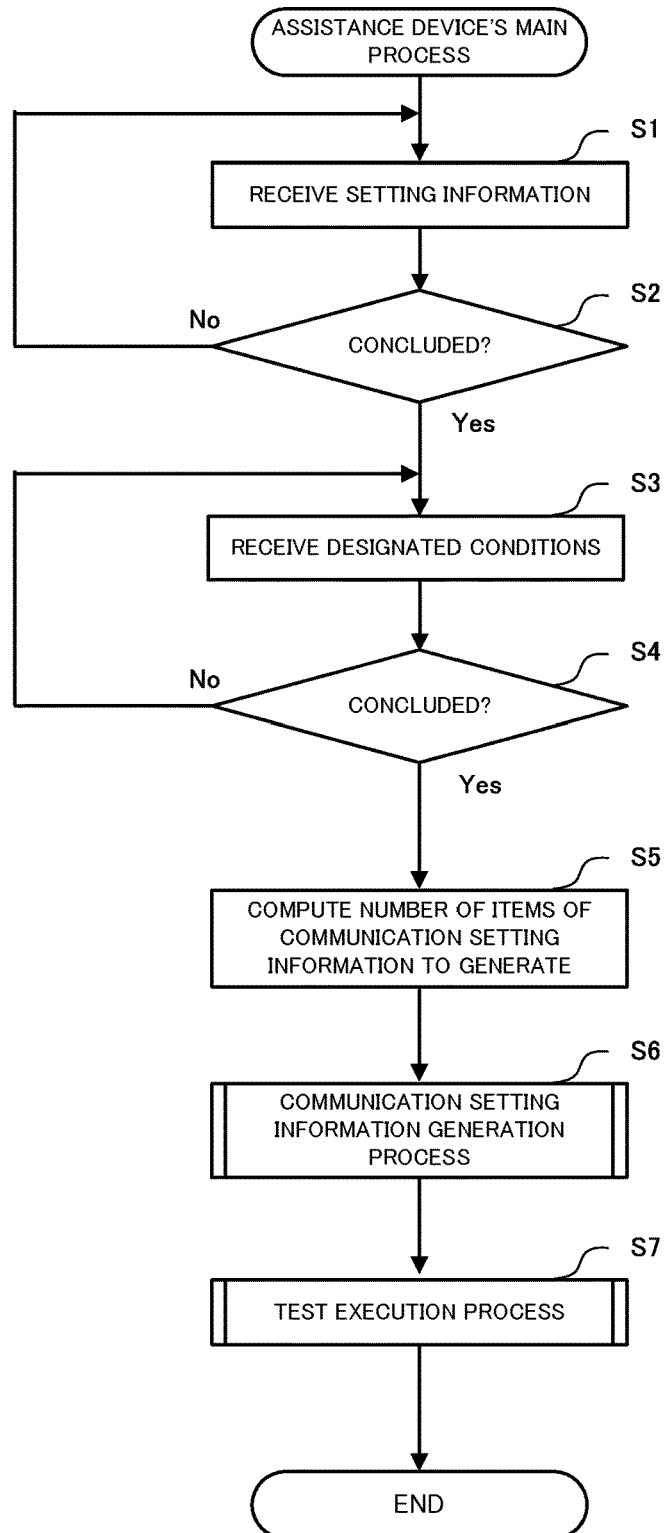 ASSISTANCE DEVICE'S MAIN
PROCESS
S1
RECEIVE SETTING INFORMATION
S2
No
CONCLUDED?
Yes
S3
RECEIVE DESIGNATED CONDITIONS
S4
No
CONCLUDED?
Yes
S5
COMPUTE NUMBER OF ITEMS OF
COMMUNICATION SETTING
INFORMATION TO GENERATE
S6
COMMUNICATION SETTING
INFORMATION GENERATION
PROCESS
S7
TEST EXECUTION PROCESS
END